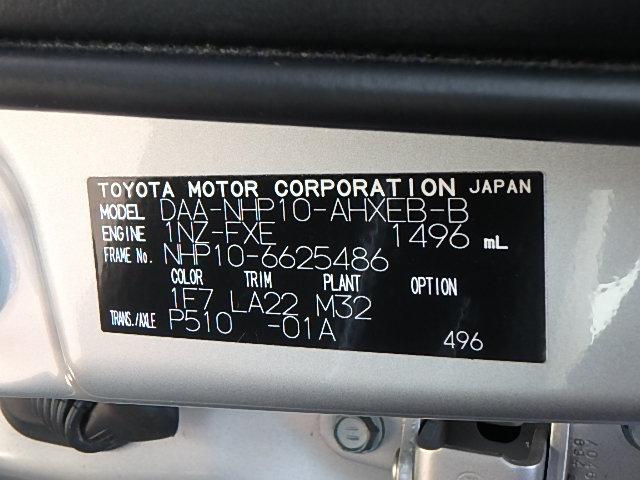 TOYOTA MOTOR CORPORATION JAPAN
MODEL DAA-NHP10-AHXEB-B
ENGINE 1NZ-FXE 1496 mL
FRAME No. NHP10-6625486
COLOR TRIM PLANT OPTION
1F7 LA22 M32
TRANS./AXLE P510 -01A
496